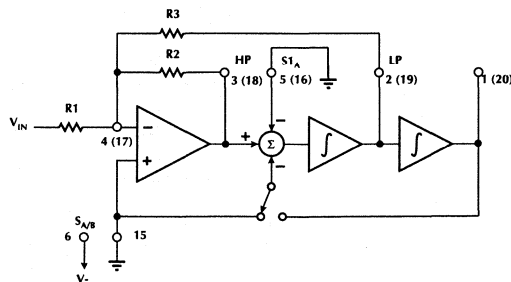 R3
R2
HP
3 (18)
S1A
5 (16)
LP
2 (19)
1 (20)
R1
VIN
4 (17)
−
+
+
−
Σ
−
∫
∫
SA/B
6
15
V-